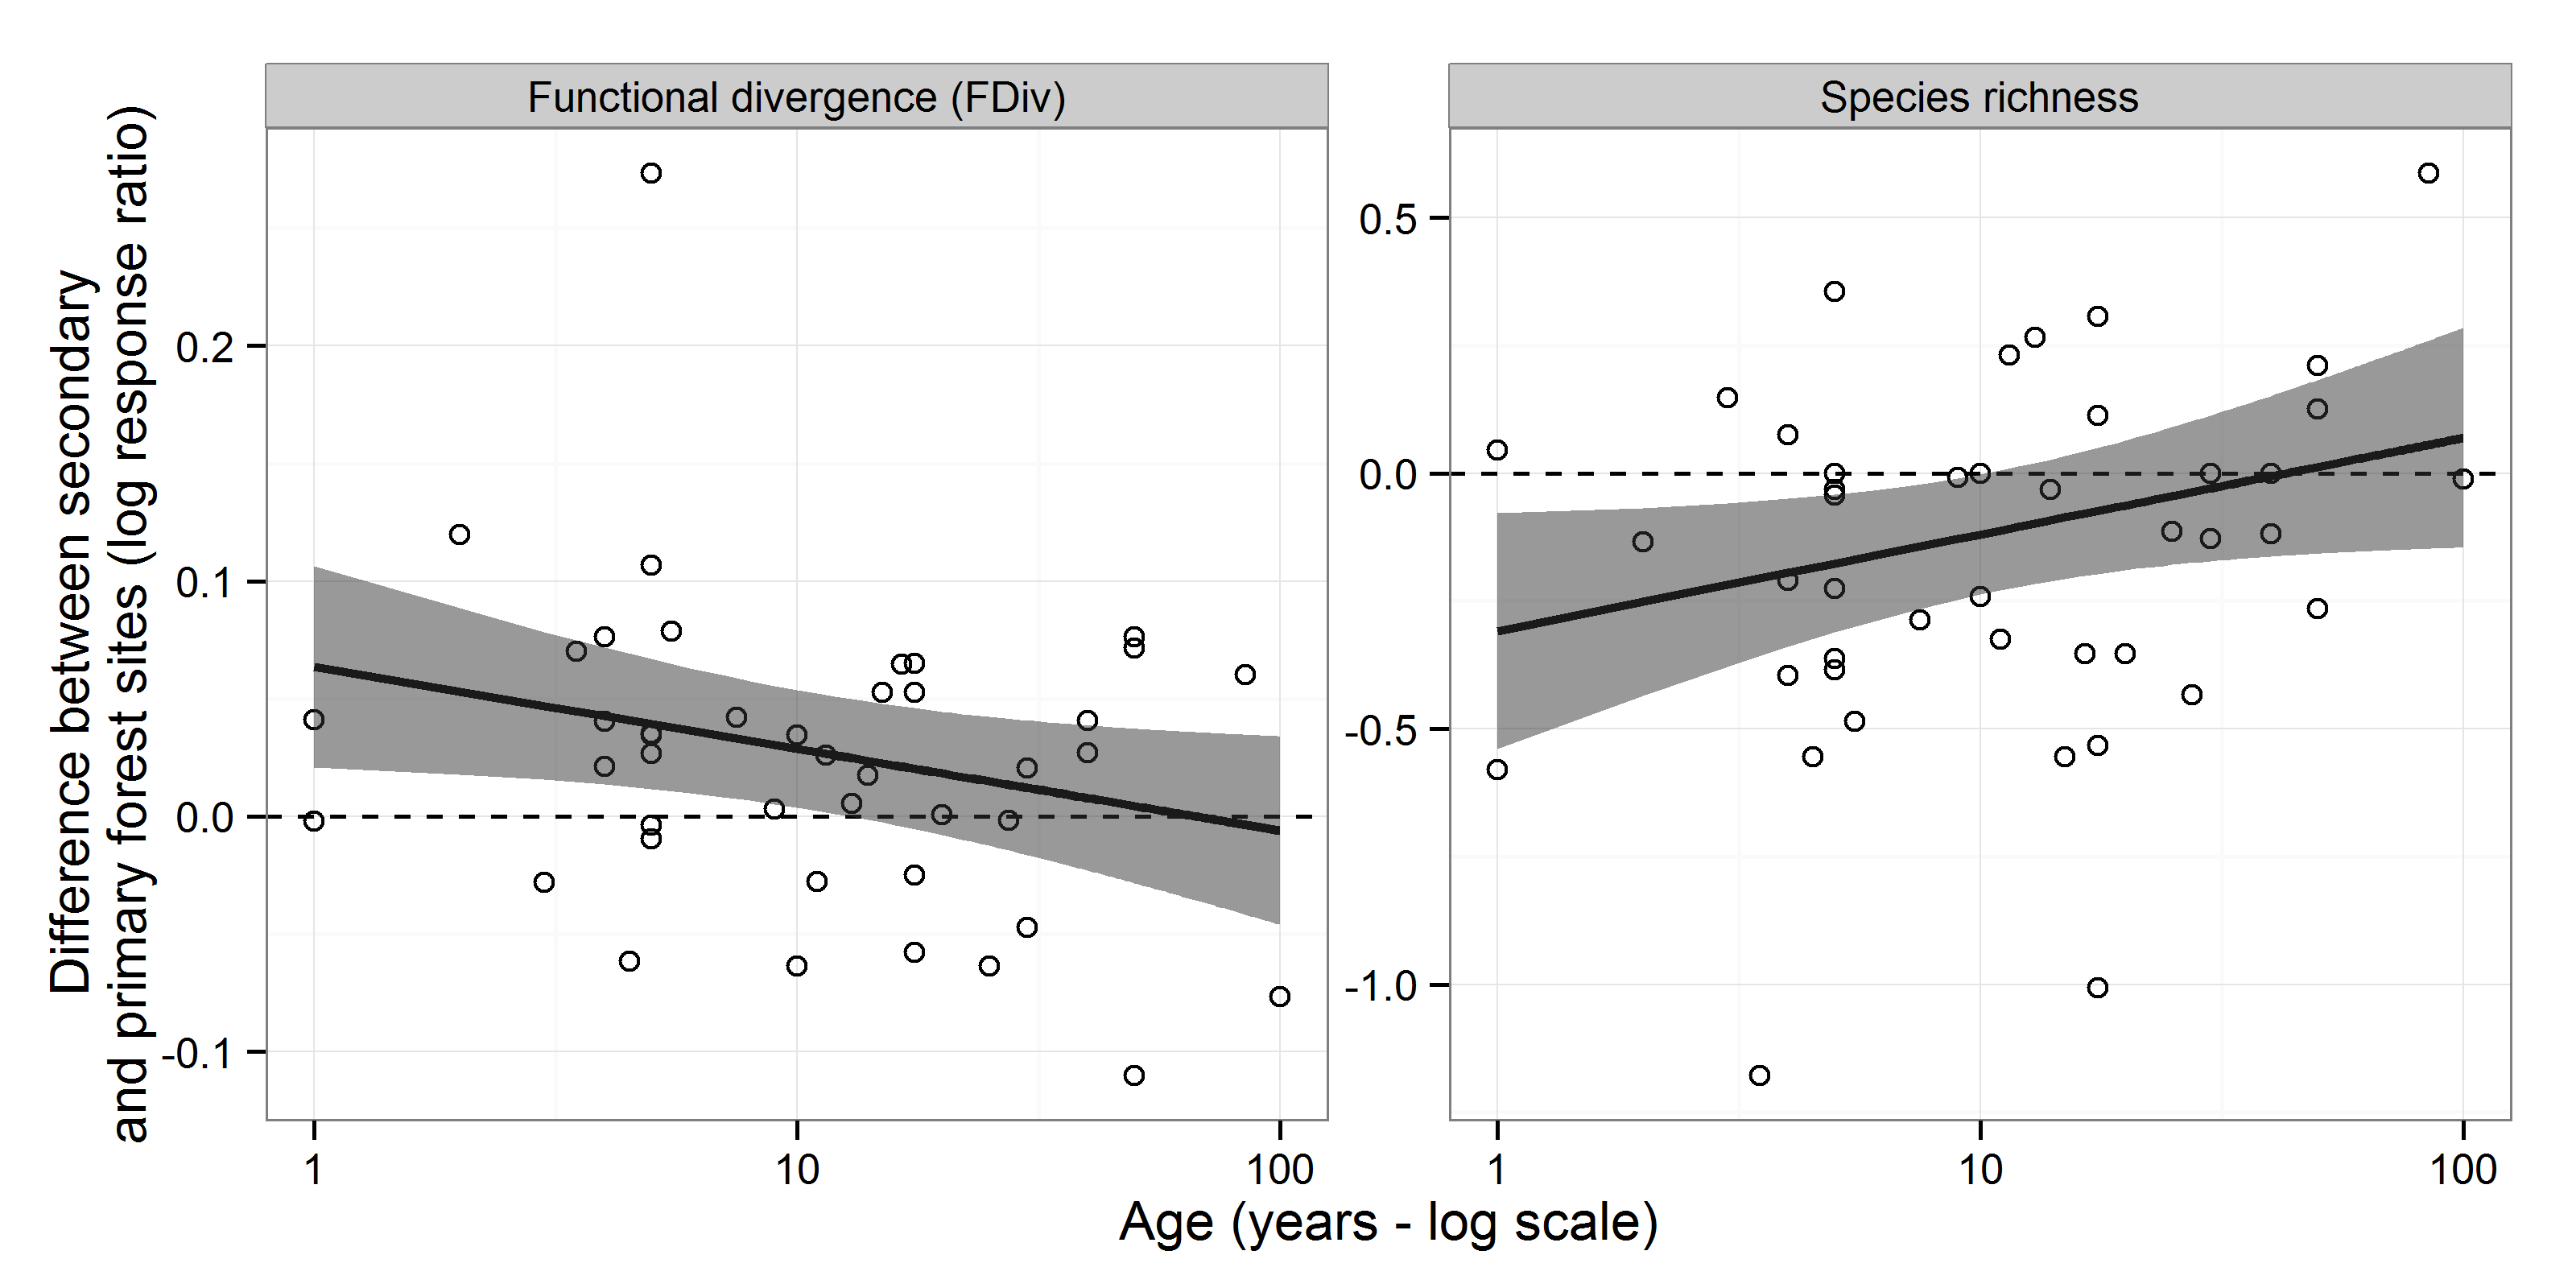 Difference between secondary
and primary forest sites (log response ratio)
Functional divergence (FDiv)
0.2
0.1
0.0
-0.1
1 10 100
Species richness
0.5
0.0
-0.5
-1.0
1 10 100
Age (years - log scale)